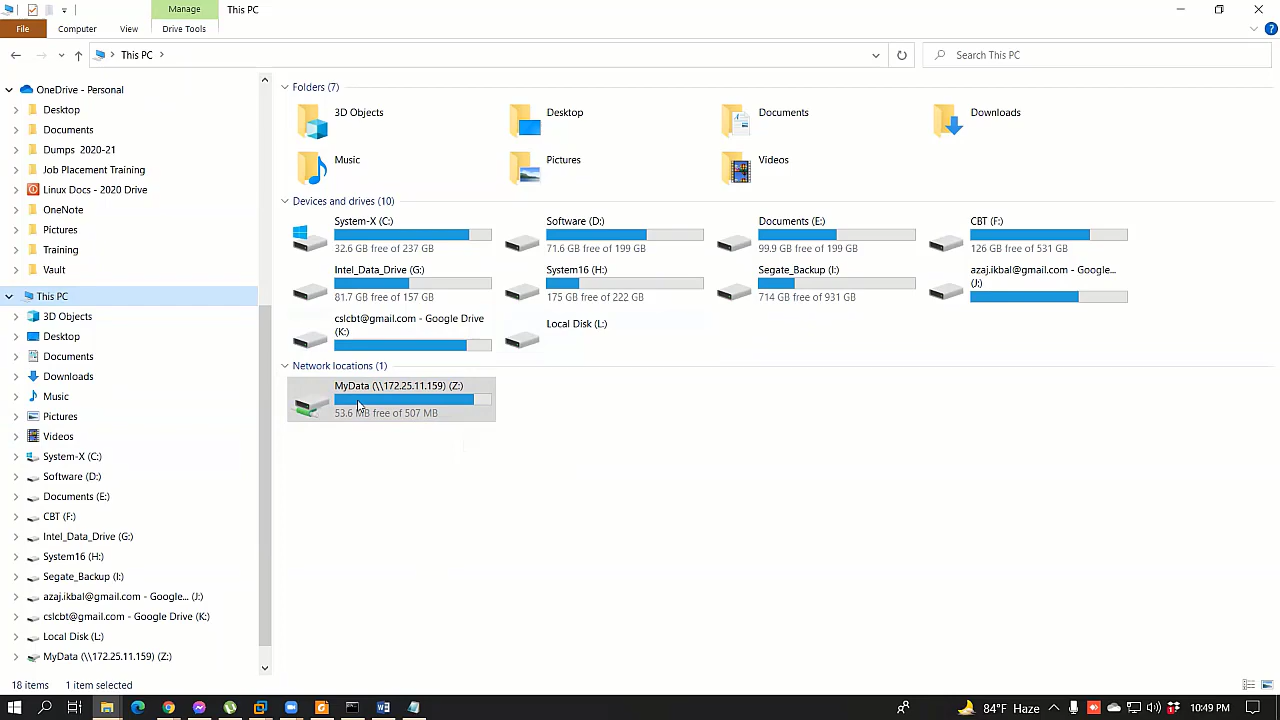 Manage
This PC
File
Computer
View
Drive Tools
This PC
Search This PC
OneDrive - Personal
Desktop
Documents
Dumps 2020-21
Job Placement Training
Linux Docs - 2020 Drive
OneNote
Pictures
Training
Vault
This PC
3D Objects
Desktop
Documents
Downloads
Music
Pictures
Videos
System-X (C:)
Software (D:)
Documents (E:)
CBT (F:)
Intel_Data_Drive (G:)
System16 (H:)
Segate_Backup (I:)
azaj.ikbal@gmail.com - Google... (J:)
cslcbt@gmail.com - Google Drive (K:)
Local Disk (L:)
MyData (\\172.25.11.159) (Z:)
Folders (7)
3D Objects
Desktop
Documents
Downloads
Music
Pictures
Videos
Devices and drives (10)
System-X (C:)
32.6 GB free of 237 GB
Software (D:)
71.6 GB free of 199 GB
Documents (E:)
99.9 GB free of 199 GB
CBT (F:)
126 GB free of 531 GB
Intel_Data_Drive (G:)
81.7 GB free of 157 GB
System16 (H:)
175 GB free of 222 GB
Segate_Backup (I:)
714 GB free of 931 GB
azaj.ikbal@gmail.com - Google...
(J:)
cslcbt@gmail.com - Google Drive
(K:)
Local Disk (L:)
Network locations (1)
MyData (\\172.25.11.159) (Z:)
53.6 MB free of 507 MB
18 items
1 item selected
84°F Haze
10:49 PM